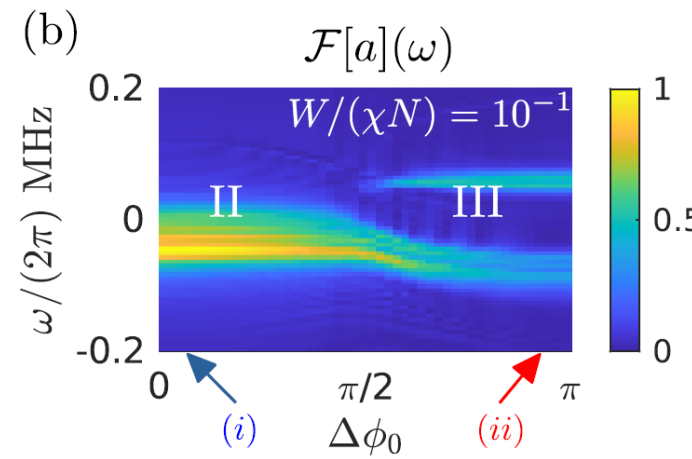 (b)
𝓕[a](ω)
W/(χN) = 10⁻¹
ω/(2π) MHz
0.2
0
-0.2
II
III
1
0.5
0
0
π/2
π
(i)
(ii)
Δϕ₀